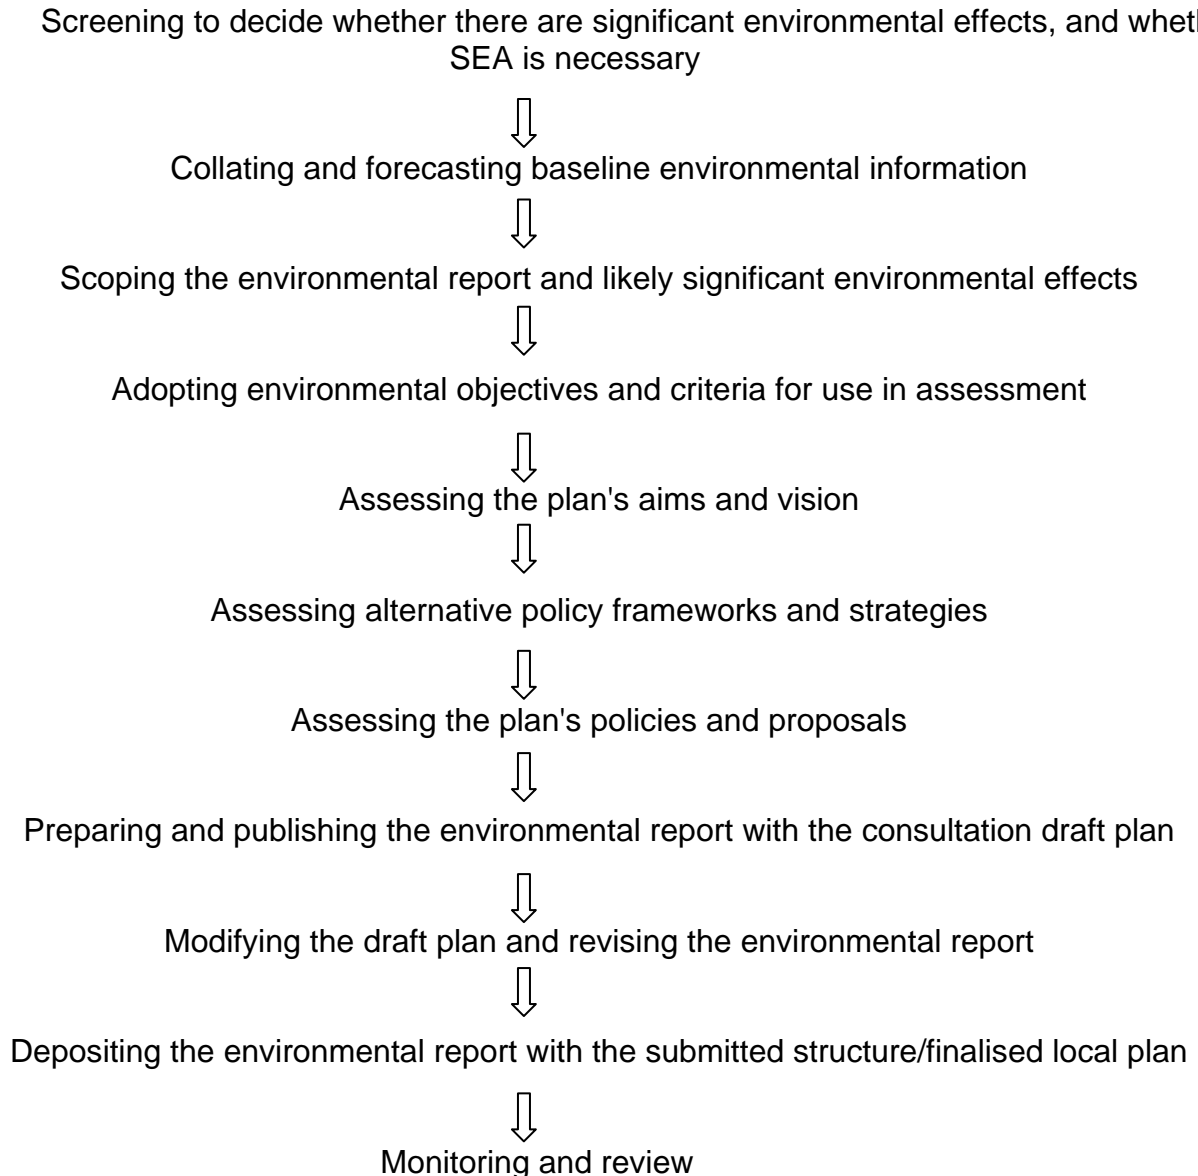 Screening to decide whether there are significant environmental effects, and
SEA is necessary
Collating and forecasting baseline environmental information
Scoping the environmental report and likely significant environmental effects
Adopting environmental objectives and criteria for use in assessment
Assessing the plan's aims and vision
Assessing alternative policy frameworks and strategies
Assessing the plan's policies and proposals
Preparing and publishing the environmental report with the consultation draft plan
Modifying the draft plan and revising the environmental report
Depositing the environmental report with the submitted structure/finalised local plan
Monitoring and review